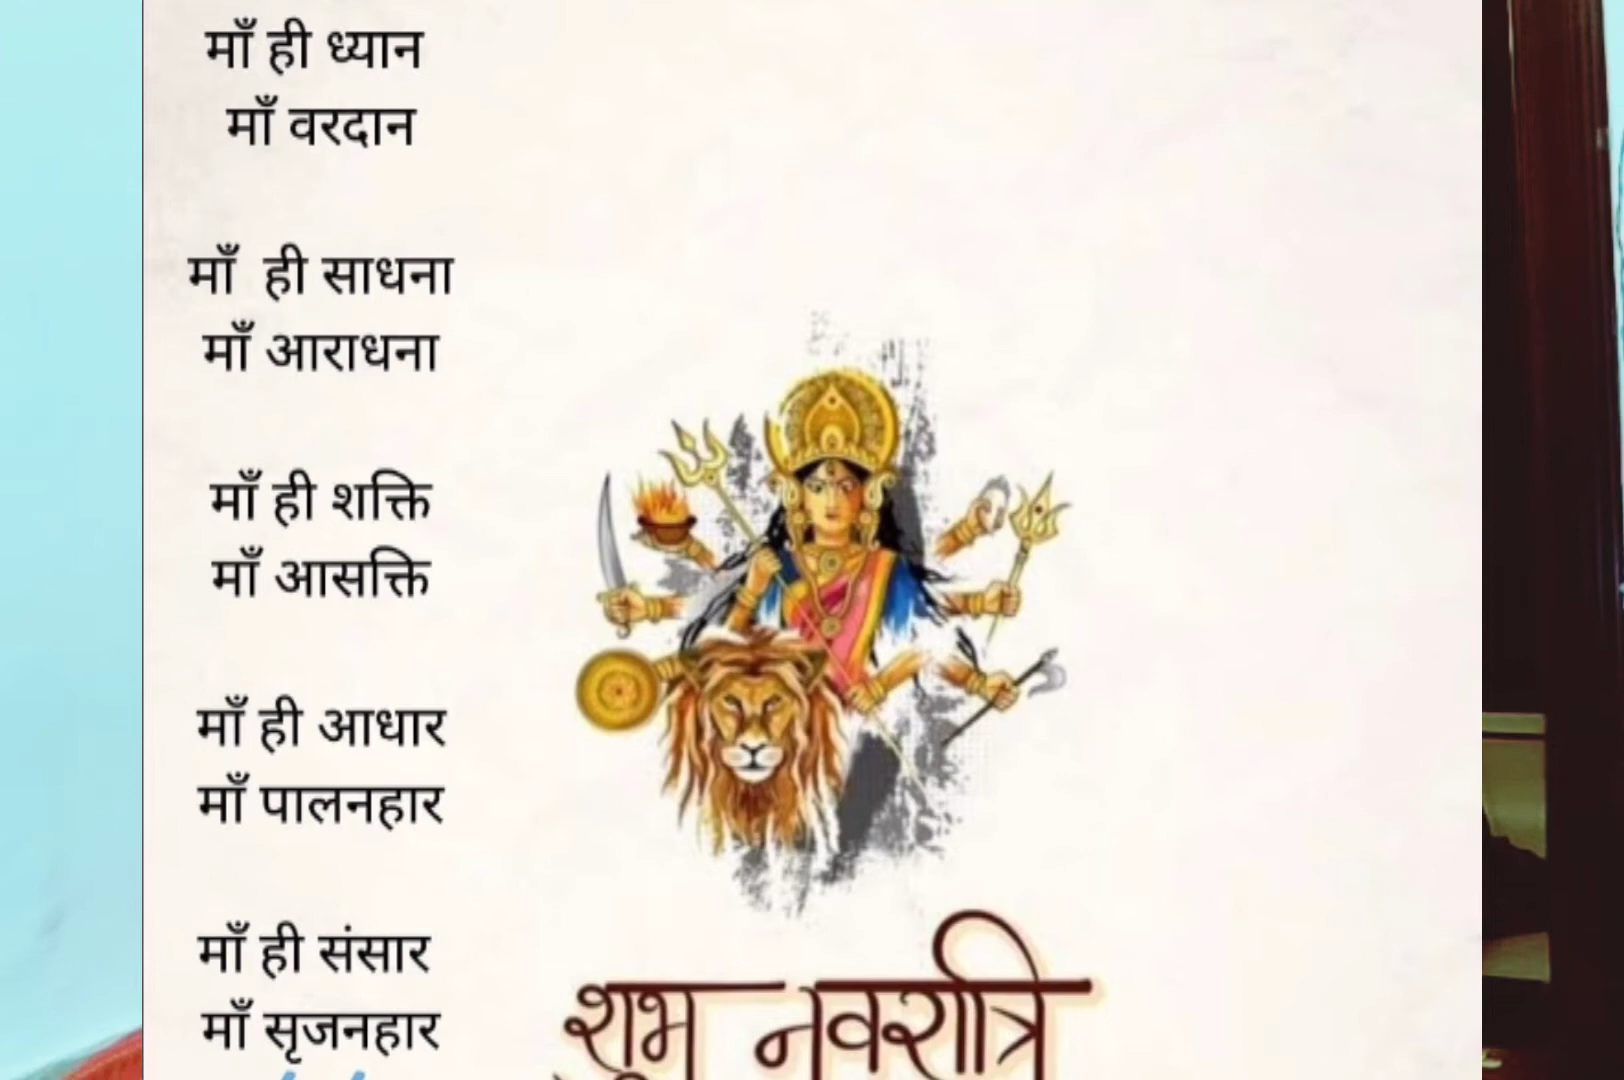 माँ ही ध्यान
माँ वरदान
माँ ही साधना
माँ आराधना
माँ ही शक्ति
माँ आसक्ति
माँ ही आधार
माँ पालनहार
माँ ही संसार
माँ सृजनहार
शुभ नवरात्रि